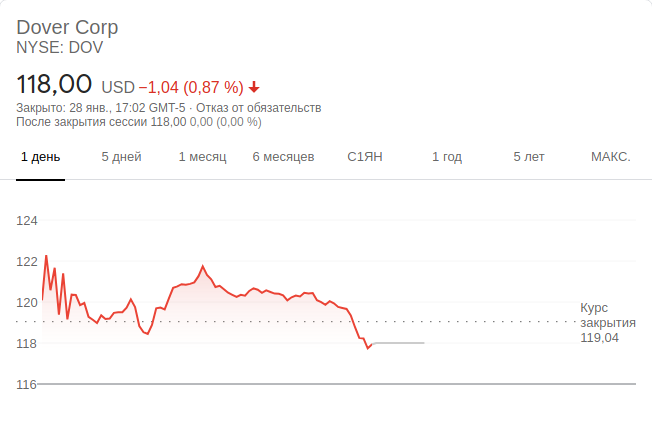 Dover Corp
NYSE: DOV
118,00 USD −1,04 (0,87 %)
Закрыто: 28 янв., 17:02 GMT-5 · Отказ от обязательств
После закрытия сессии 118,00 0,00 (0,00 %)
1 день 5 дней 1 месяц 6 месяцев С1ЯН 1 год 5 лет МАКС.
124
122
120
118
116
Курс
закрытия
119,04